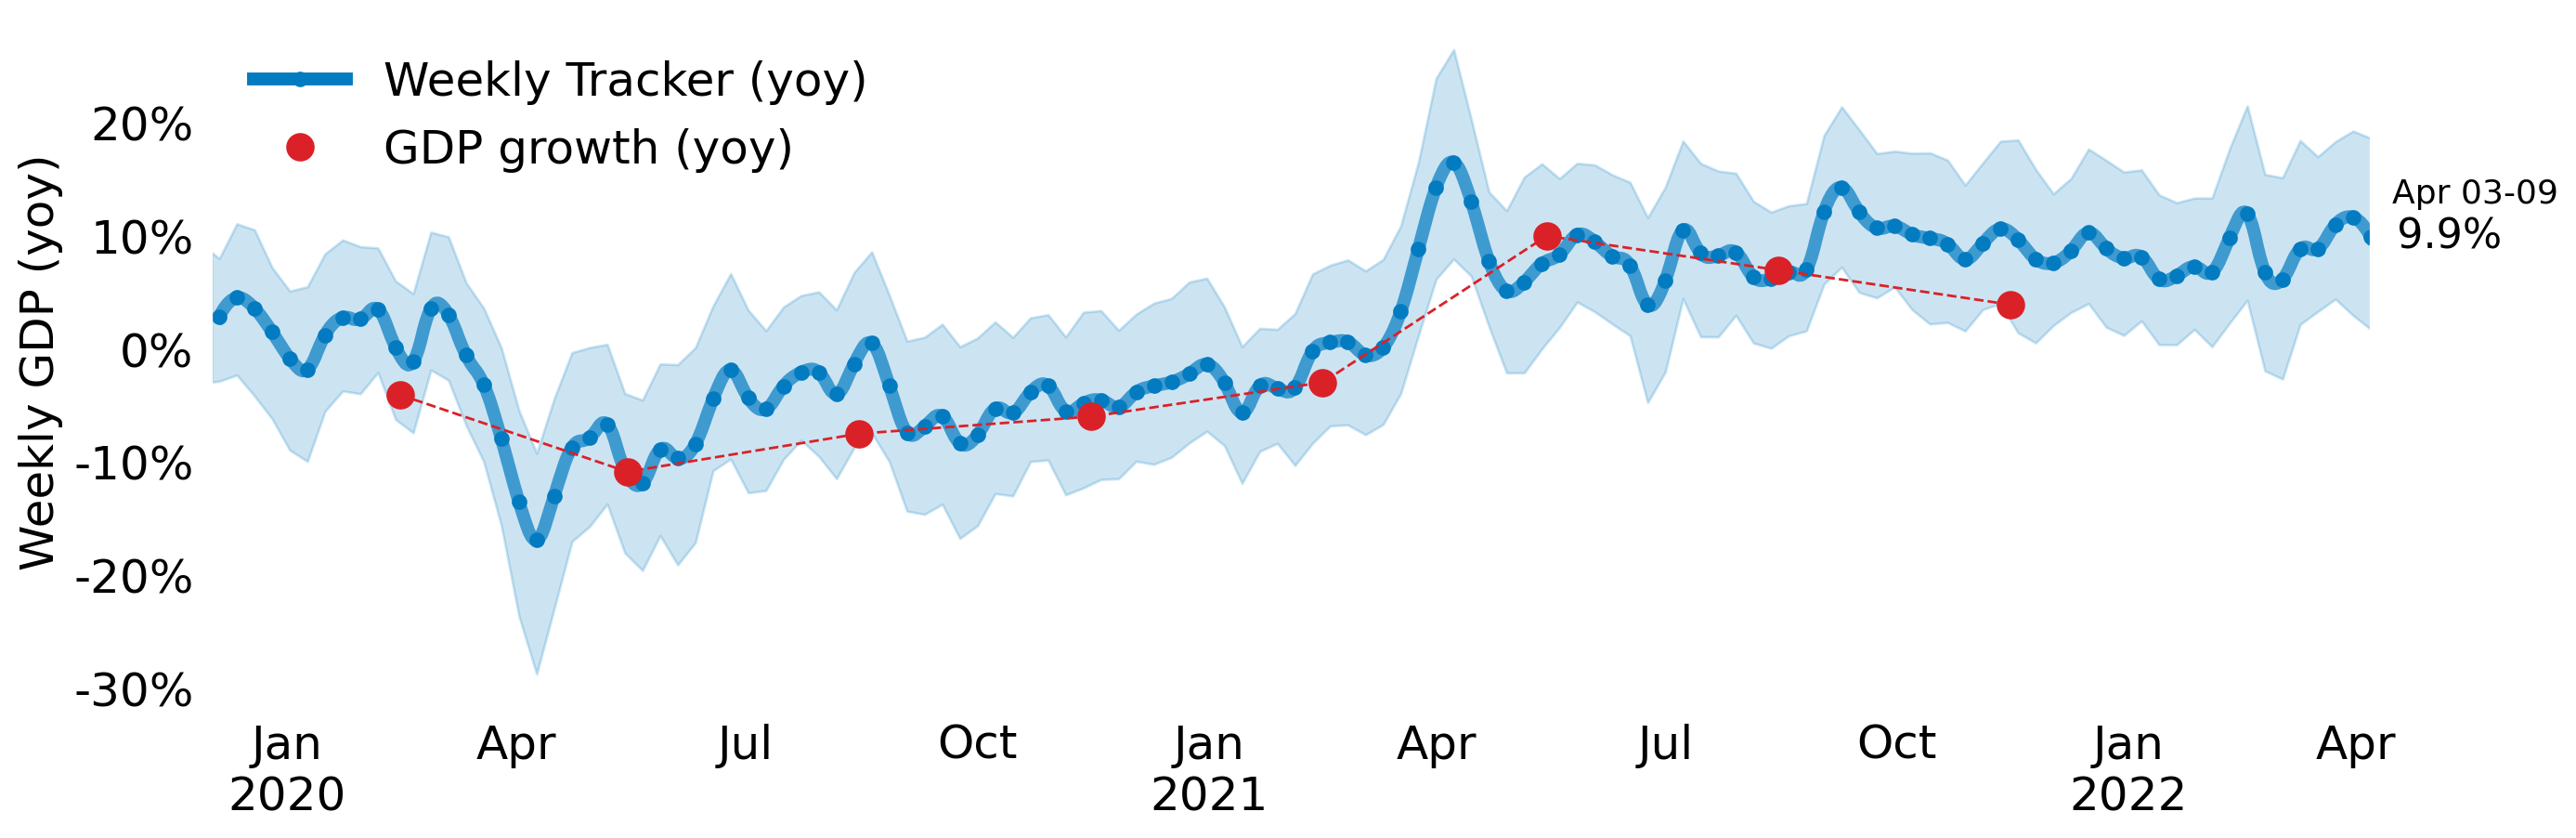 Weekly Tracker (yoy)
GDP growth (yoy)
Weekly GDP (yoy)
20%
10%
0%
-10%
-20%
-30%
Apr 03-09
9.9%
Jan Apr Jul Oct Jan Apr Jul Oct Jan Apr
2020 2021 2022